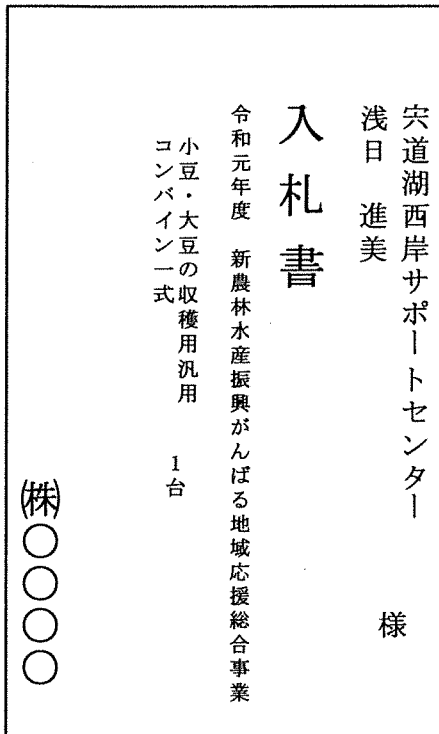 宍道湖西岸サポートセンター
浅日 進美 様
入札書
令和元年度 新農林水産振興がんばる地域応援総合事業
小豆・大豆の収穫用汎用
コンバイン一式 1台
㈱○○○○